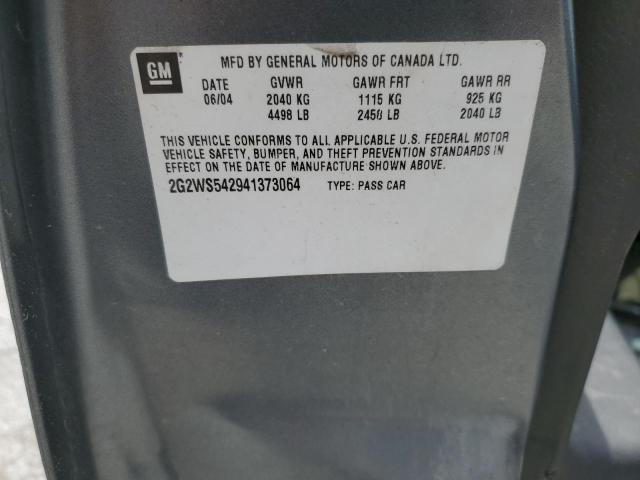 GM
MFD BY GENERAL MOTORS OF CANADA LTD.
DATE GVWR GAWR FRT GAWR RR
06/04 2040 KG 1115 KG 925 KG
4498 LB 2458 LB 2040 LB
THIS VEHICLE CONFORMS TO ALL APPLICABLE U.S. FEDERAL MOTOR
VEHICLE SAFETY, BUMPER, AND THEFT PREVENTION STANDARDS IN
EFFECT ON THE DATE OF MANUFACTURE SHOWN ABOVE.
2G2WS542941373064 TYPE: PASS CAR